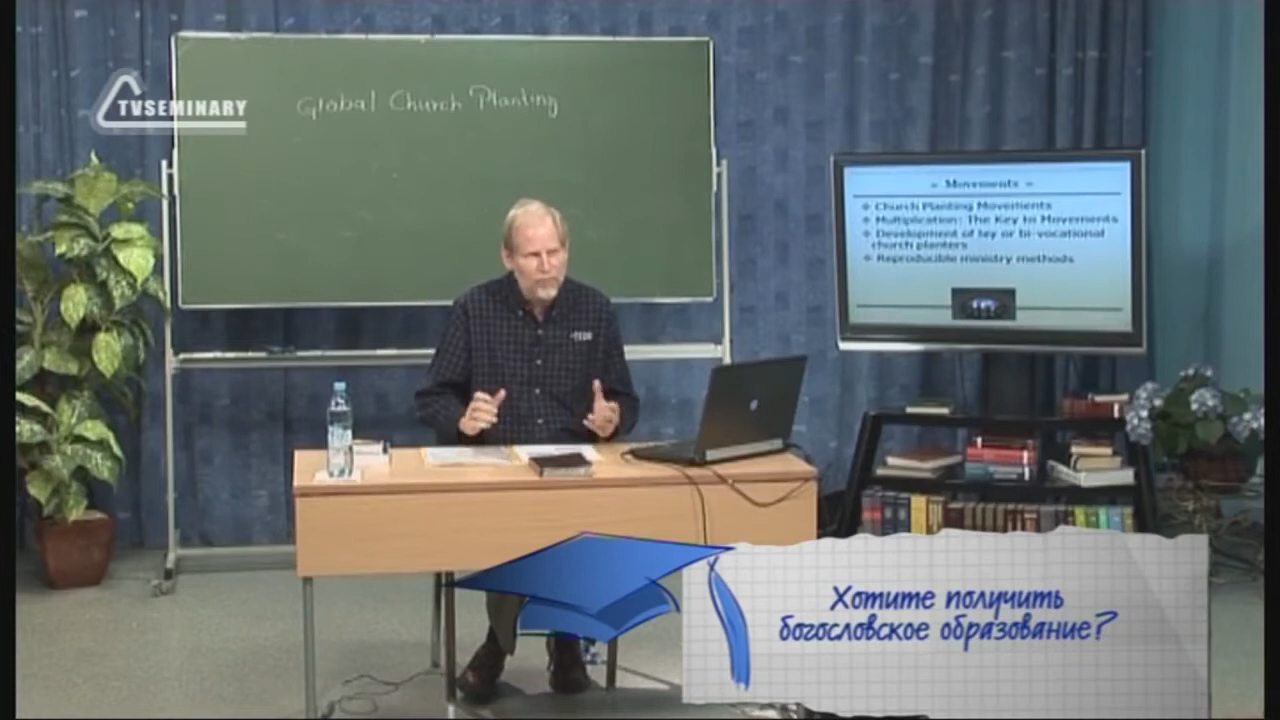 TVSEMINARY
Global Church Planting
Movements
Church Planting Movements
Multiplication: The Key to Movements
Development of lay or bi-vocational
church planters
Reproducible ministry methods
Хотите получить
богословское образование?